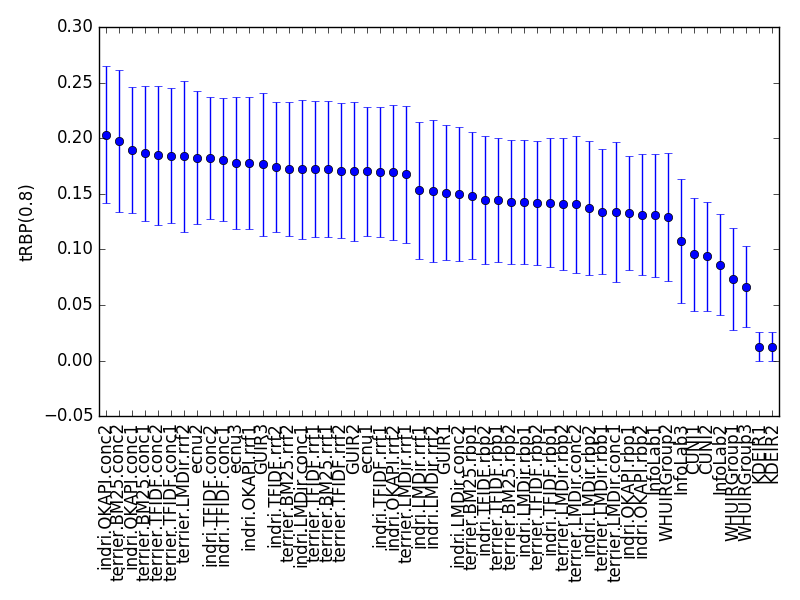 0.30
0.25
0.20
0.15
0.10
0.05
0.00
−0.05
tRBP(0.8)
indri.OKAPI.conc2
terrier.BM25.conc2
indri.OKAPI.conc1
terrier.BM25.conc1
terrier.TFIDF.conc2
terrier.TFIDF.conc1
terrier.LMDir.rrf2
ecnu2
indri.TFIDF.conc2
indri.TFIDF.conc1
ecnu3
indri.OKAPI.rrf1
GUIR3
indri.TFIDF.rrf2
terrier.BM25.rrf2
indri.LMDir.conc1
terrier.TFIDF.rrf1
terrier.BM25.rrf1
terrier.TFIDF.rrf2
GUIR2
ecnu1
indri.TFIDF.rrf1
indri.OKAPI.rrf2
terrier.LMDir.rrf1
indri.LMDir.rrf1
indri.LMDir.rrf2
GUIR1
indri.LMDir.conc2
terrier.BM25.rbp1
indri.TFIDF.rbp2
terrier.TFIDF.rbp1
terrier.BM25.rbp2
indri.LMDir.rbp1
terrier.TFIDF.rbp2
indri.TFIDF.rbp1
terrier.LMDir.rbp2
terrier.LMDir.conc2
indri.LMDir.rbp2
terrier.LMDir.rbp1
terrier.LMDir.conc1
indri.OKAPI.rbp1
indri.OKAPI.rbp2
InfoLab1
WHUIRGroup2
InfoLab3
CUNI1
CUNI2
InfoLab2
WHUIRGroup1
WHUIRGroup3
KDEIR1
KDEIR2